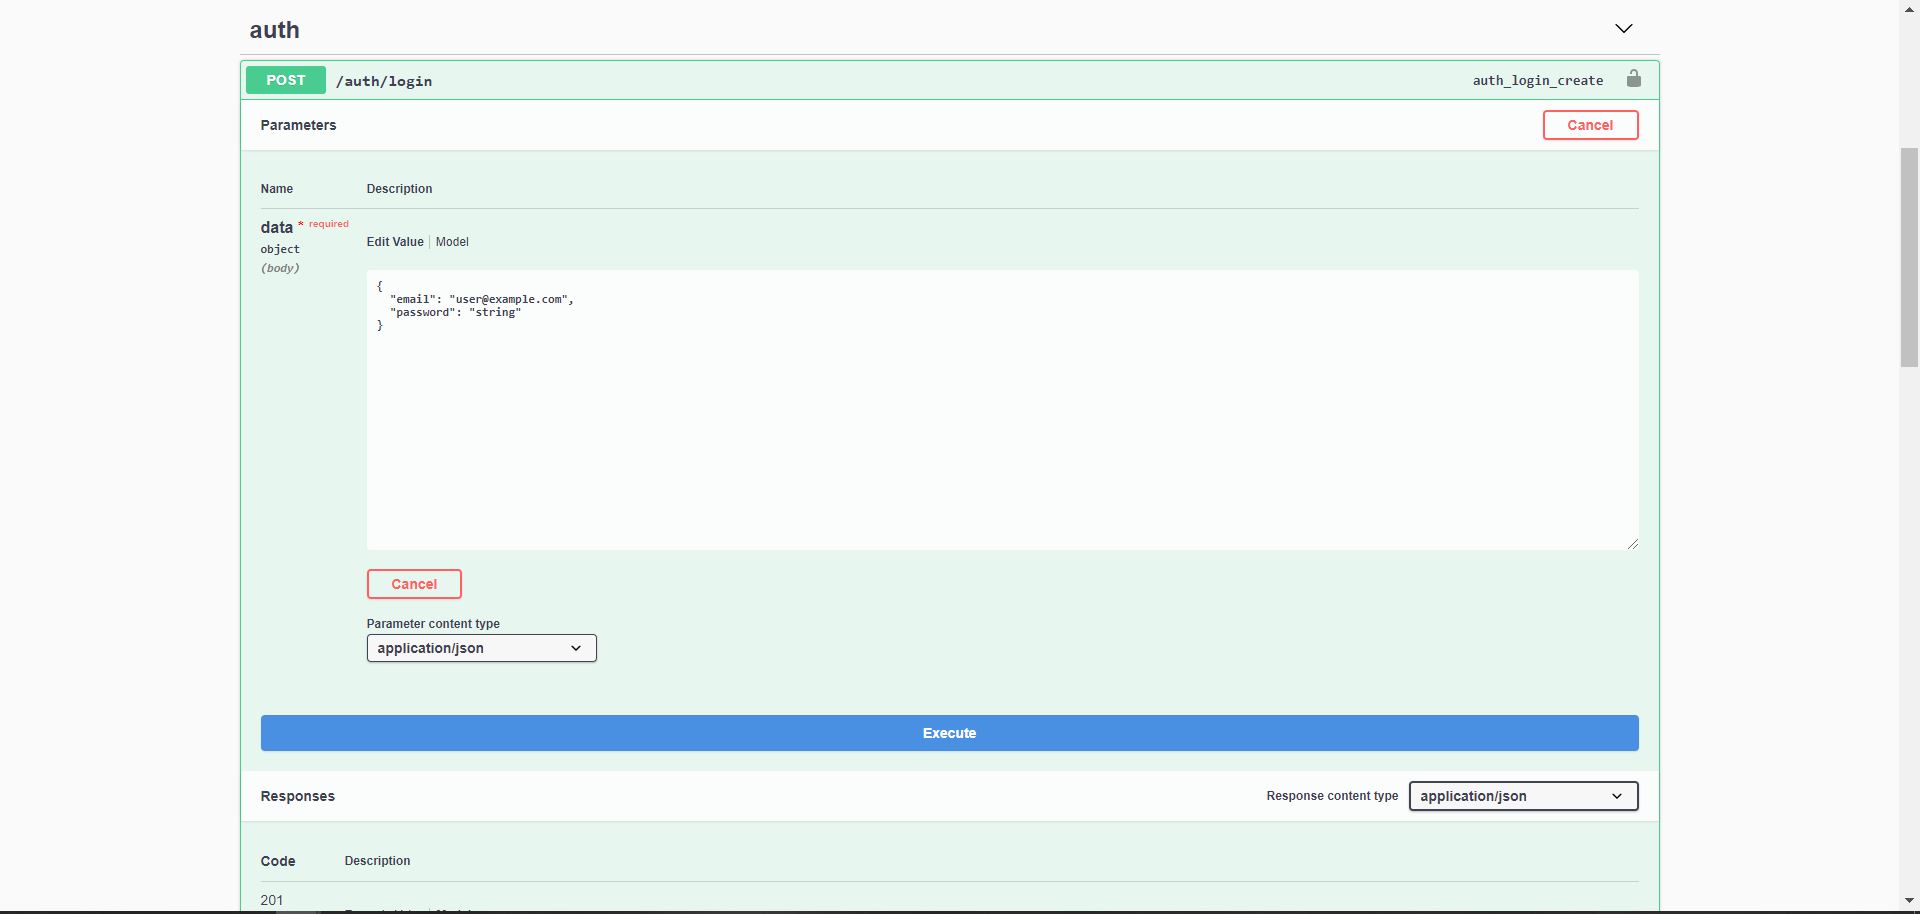 auth
POST /auth/login auth_login_create
Parameters Cancel
Name Description
data * required
object
(body)
Edit Value Model
{
"email": "user@example.com",
"password": "string"
}
Cancel
Parameter content type
application/json
Execute
Responses Response content type application/json
Code Description
201